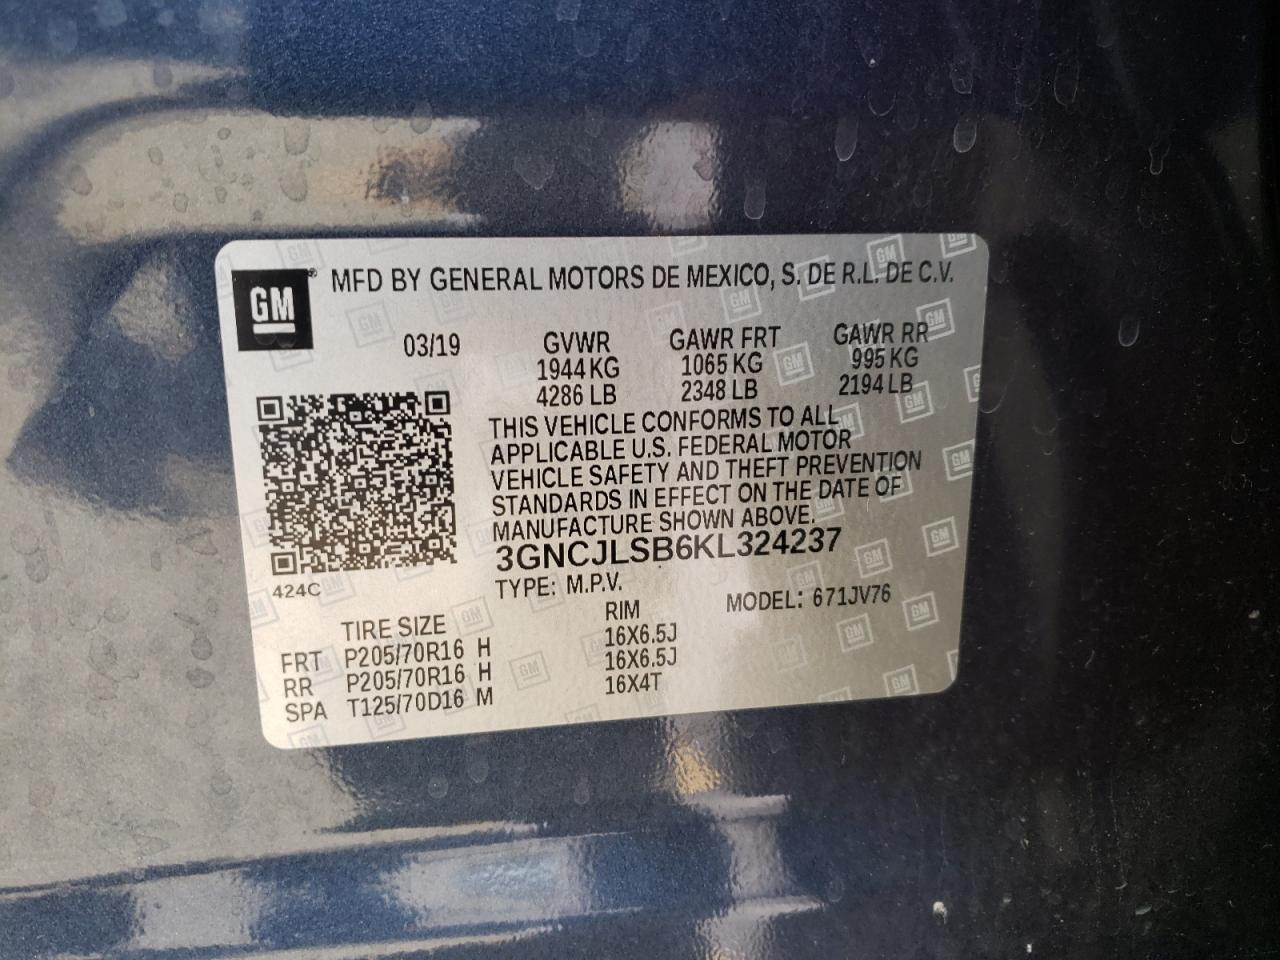 GM ® MFD BY GENERAL MOTORS DE MEXICO, S. DE R.L. DE C.V.
03/19 GVWR GAWR FRT GAWR RR
1944 KG 1065 KG 995 KG
4286 LB 2348 LB 2194 LB
THIS VEHICLE CONFORMS TO ALL
APPLICABLE U.S. FEDERAL MOTOR
VEHICLE SAFETY AND THEFT PREVENTION
STANDARDS IN EFFECT ON THE DATE OF
MANUFACTURE SHOWN ABOVE.
3GNCJLSB6KL324237
424C
TYPE: M.P.V. MODEL: 671JV76
TIRE SIZE RIM
FRT P205/70R16 H 16X6.5J
RR P205/70R16 H 16X6.5J
SPA T125/70D16 M 16X4T